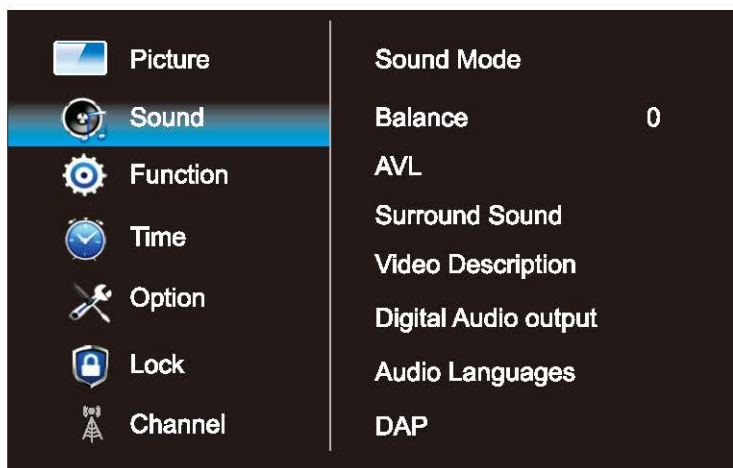 Picture
Sound
Function
Time
Option
Lock
Channel
Sound Mode
Balance 0
AVL
Surround Sound
Video Description
Digital Audio output
Audio Languages
DAP